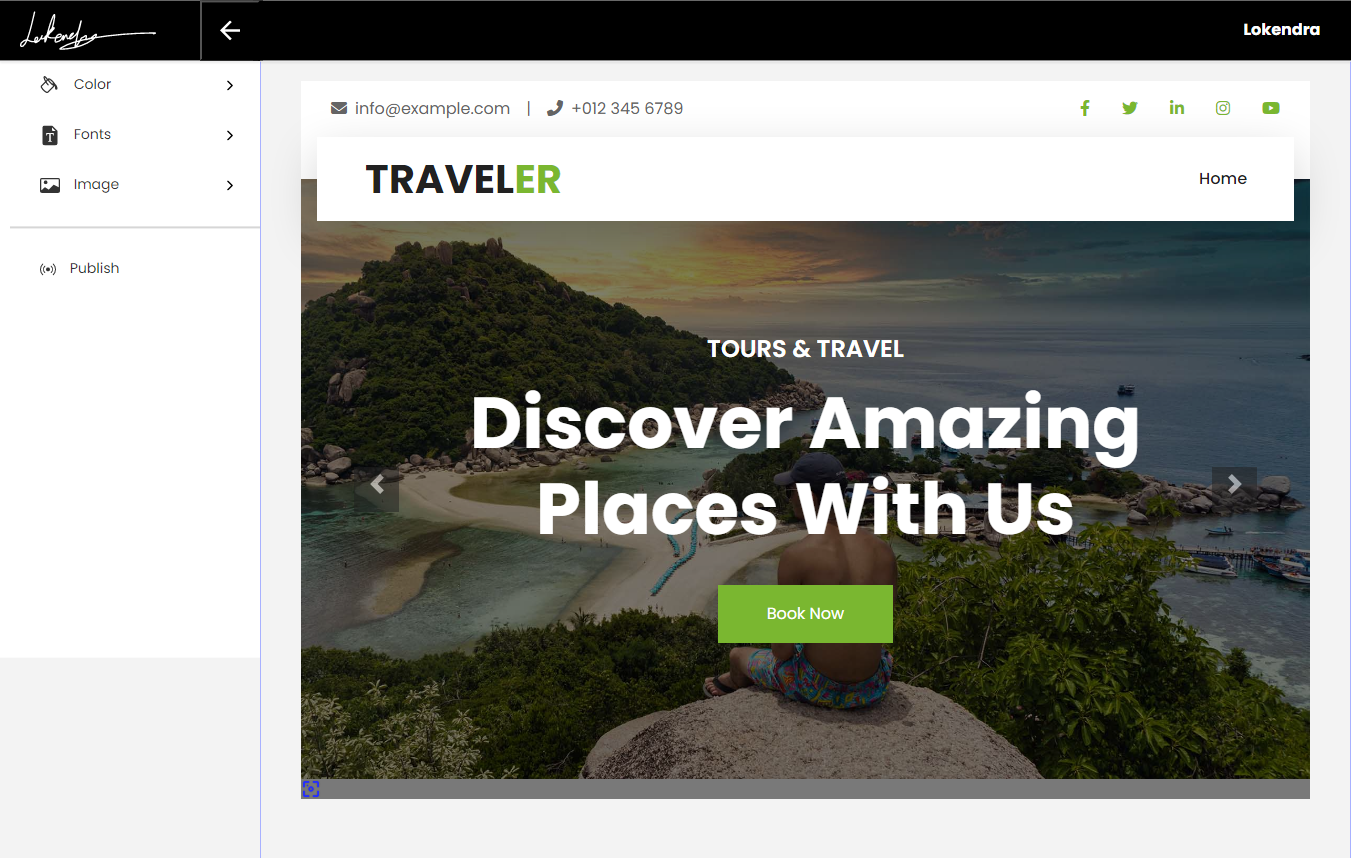 Lokendra
Lokendra
Color
Fonts
Image
Publish
info@example.com | +012 345 6789
TRAVELER
Home
TOURS & TRAVEL
Discover Amazing
Places With Us
Book Now